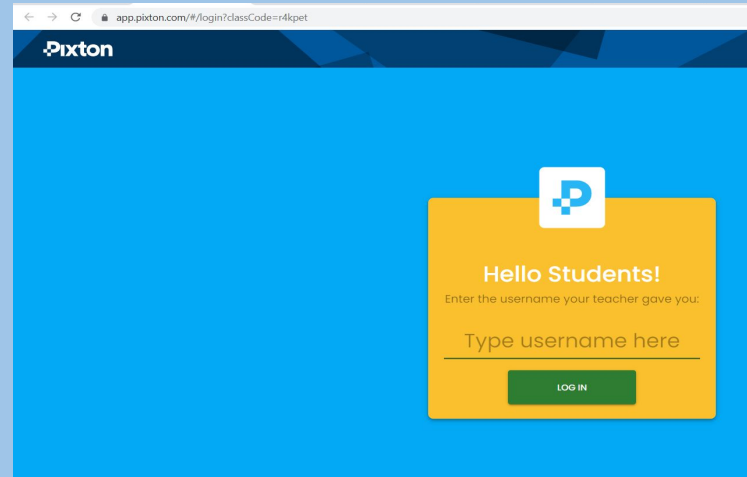 app.pixton.com/#/login?classCode=r4kpet
Pixton
P
Hello Students!
Enter the username your teacher gave you:
Type username here
LOG IN